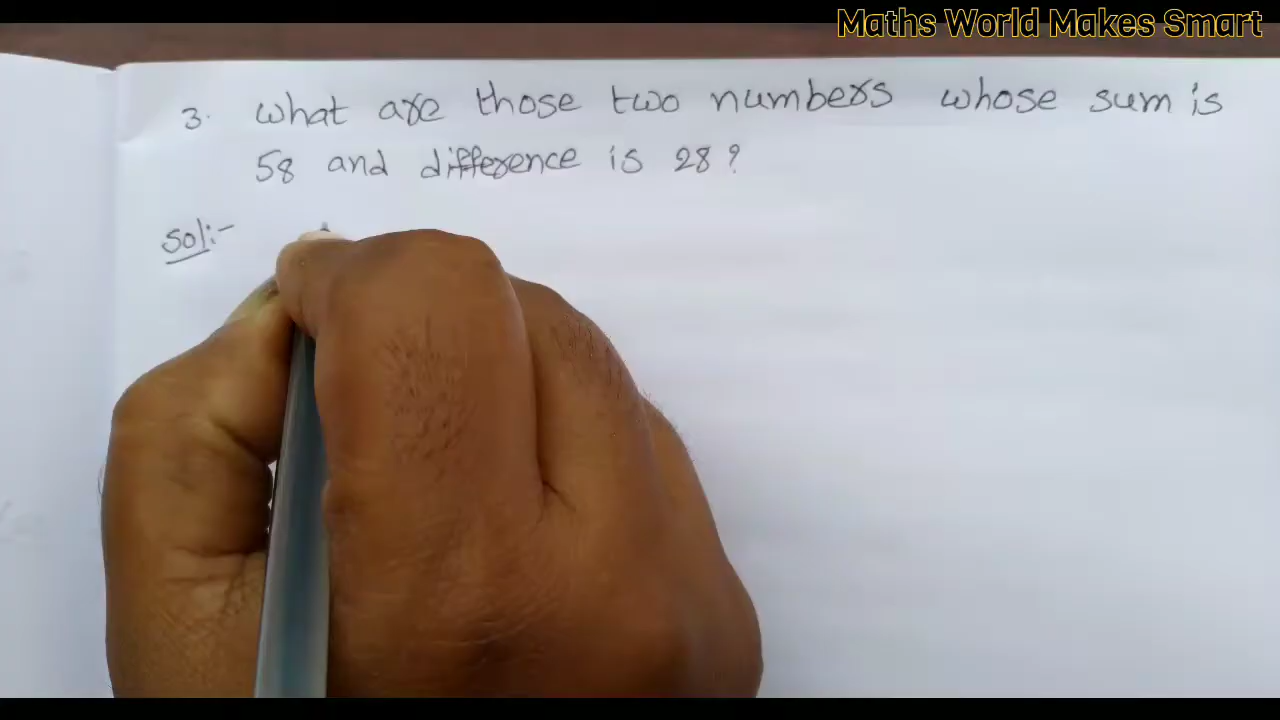 Maths World Makes Smart
3. What are those two numbers whose sum is
58 and difference is 28?
Sol:-